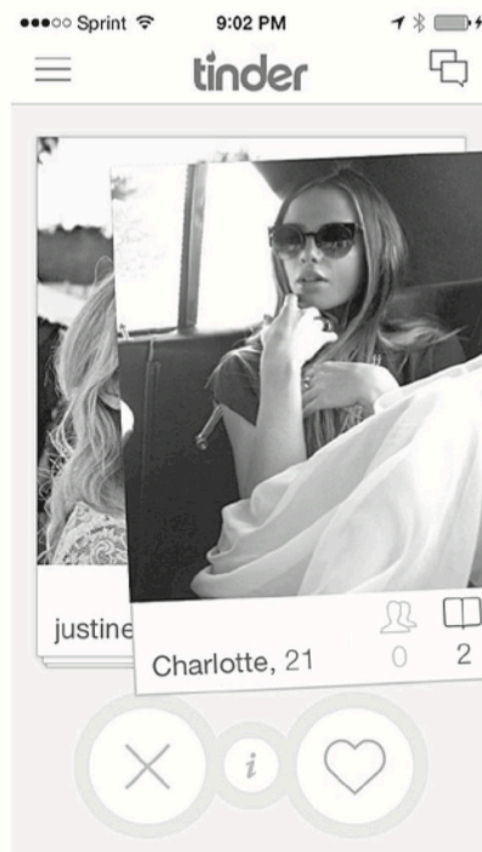 Sprint 9:02 PM
tinder
justine
Charlotte, 21
0 2
i